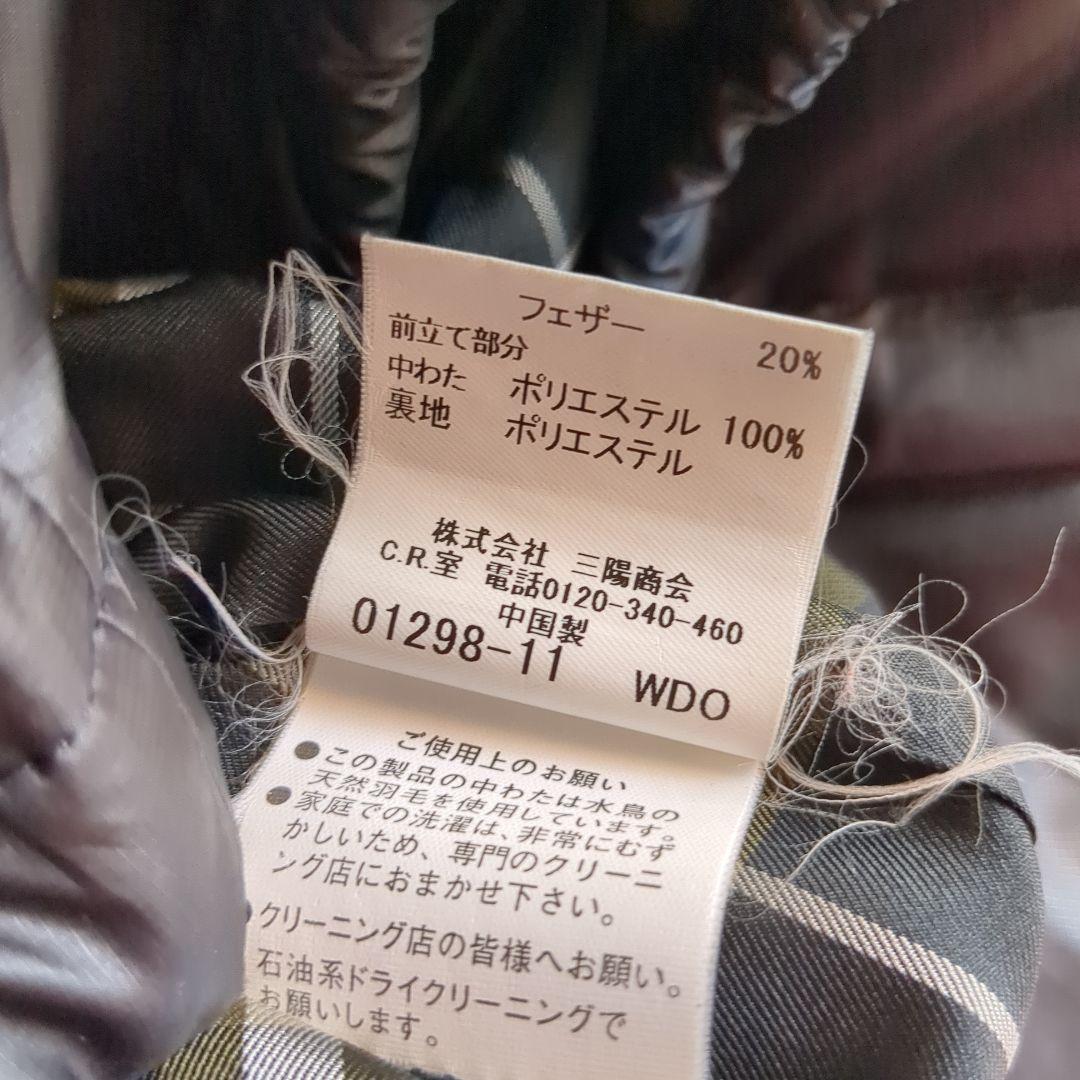 フェザー 20%
前立て部分
中わた ポリエステル 100%
裏地 ポリエステル
株式会社 三陽商会
C.R.室 電話0120-340-460
中国製
01298-11 WDO
ご使用上のお願い
●この製品の中わたは水鳥の
天然羽毛を使用しています。
●家庭での洗濯は、非常にむず
かしいため、専門のクリーニ
ング店におまかせ下さい。
●クリーニング店の皆様へお願い。
石油系ドライクリーニングで
お願いします。